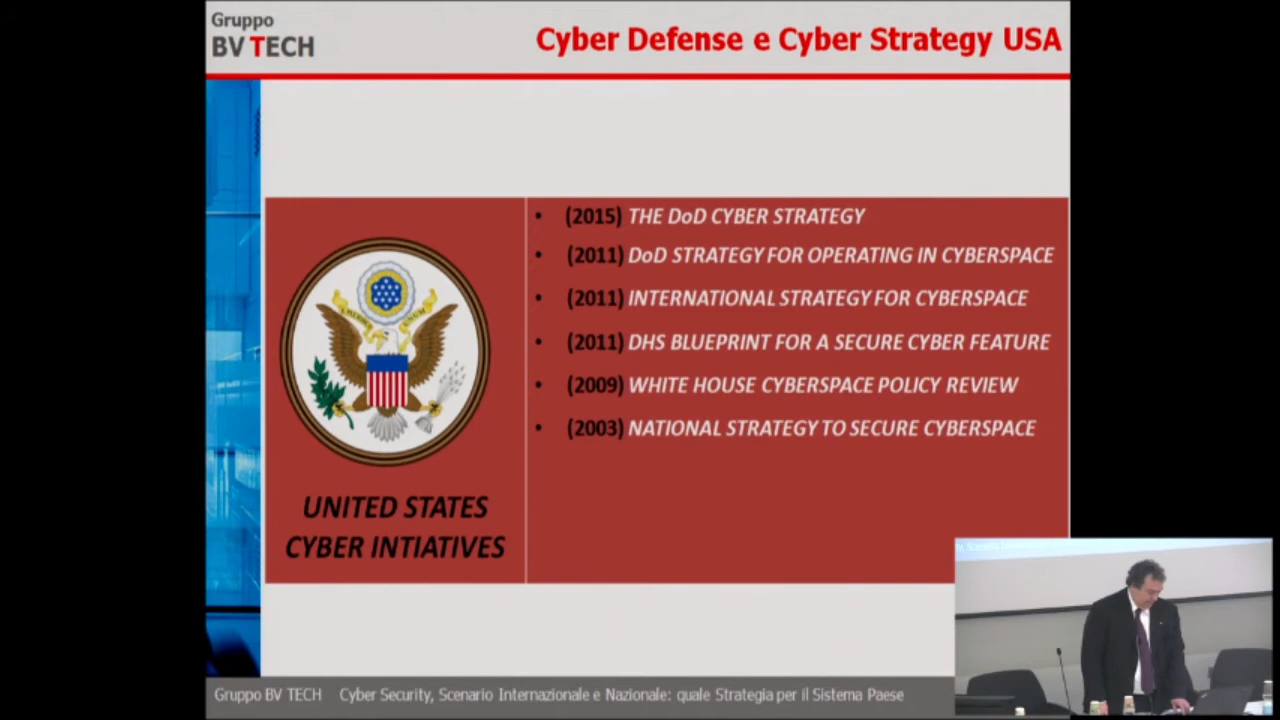 Gruppo
BV TECH
Cyber Defense e Cyber Strategy USA
• (2015) THE DoD CYBER STRATEGY
• (2011) DoD STRATEGY FOR OPERATING IN CYBERSPACE
• (2011) INTERNATIONAL STRATEGY FOR CYBERSPACE
• (2011) DHS BLUEPRINT FOR A SECURE CYBER FEATURE
• (2009) WHITE HOUSE CYBERSPACE POLICY REVIEW
• (2003) NATIONAL STRATEGY TO SECURE CYBERSPACE
UNITED STATES
CYBER INTIATIVES
Gruppo BV TECH Cyber Security, Scenario Internazionale e Nazionale: quale Strategia per il Sistema Paese